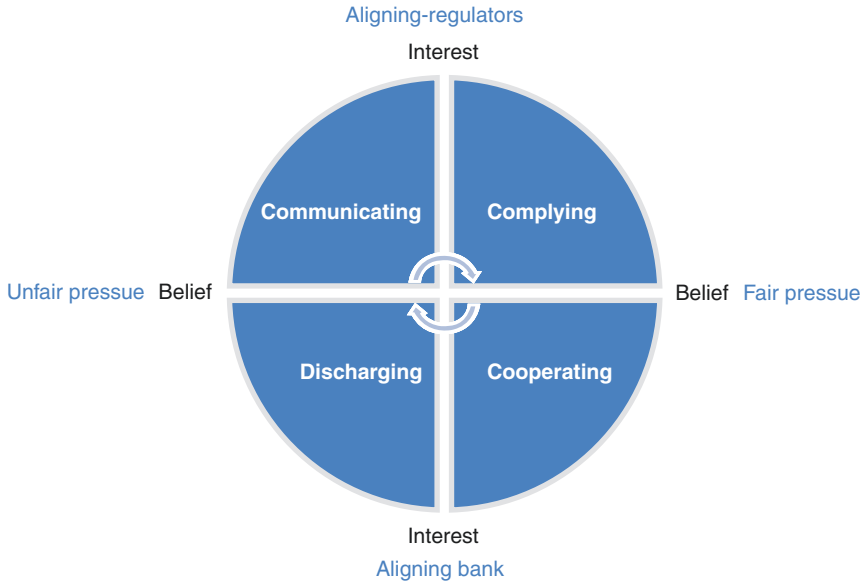 Aligning-regulators
Interest
Communicating Complying
Unfair pressue Belief Belief Fair pressue
Discharging Cooperating
Interest
Aligning bank